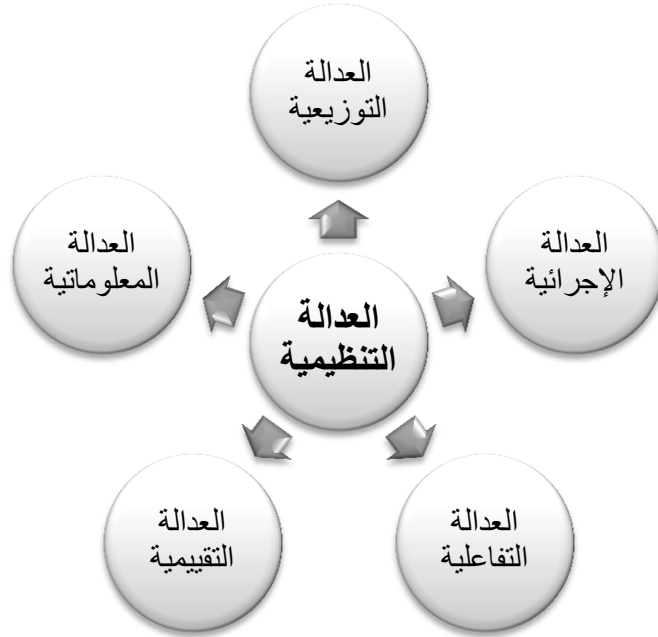 العدالة
التوزيعية
العدالة
الإجرائية
العدالة
المعلوماتية
العدالة
التنظيمية
العدالة
التفاعلية
العدالة
التقييمية